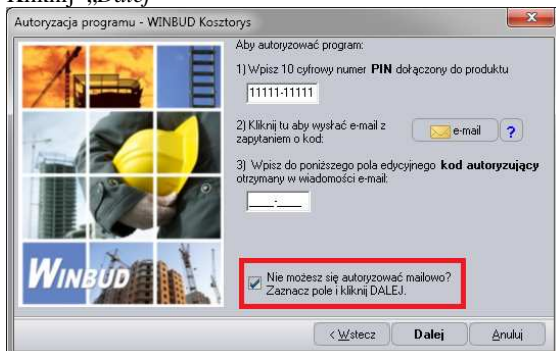 Kliknij „Dalej”
Autoryzacja programu - WINBUD Kosztorys
Aby autoryzować program:
1) Wpisz 10 cyfrowy numer PIN dołączony do produktu
11111-11111
2) Kliknij tu aby wysłać e-mail z
zapytaniem o kod:
e-mail
?
3) Wpisz do poniższego pola edycyjnego kod autoryzujący
otrzymany w wiadomości e-mail:
____-____
WINBUD
Nie możesz się autoryzować mailowo?
Zaznacz pole i kliknij DALEJ.
< Wstecz
Dalej
Anuluj